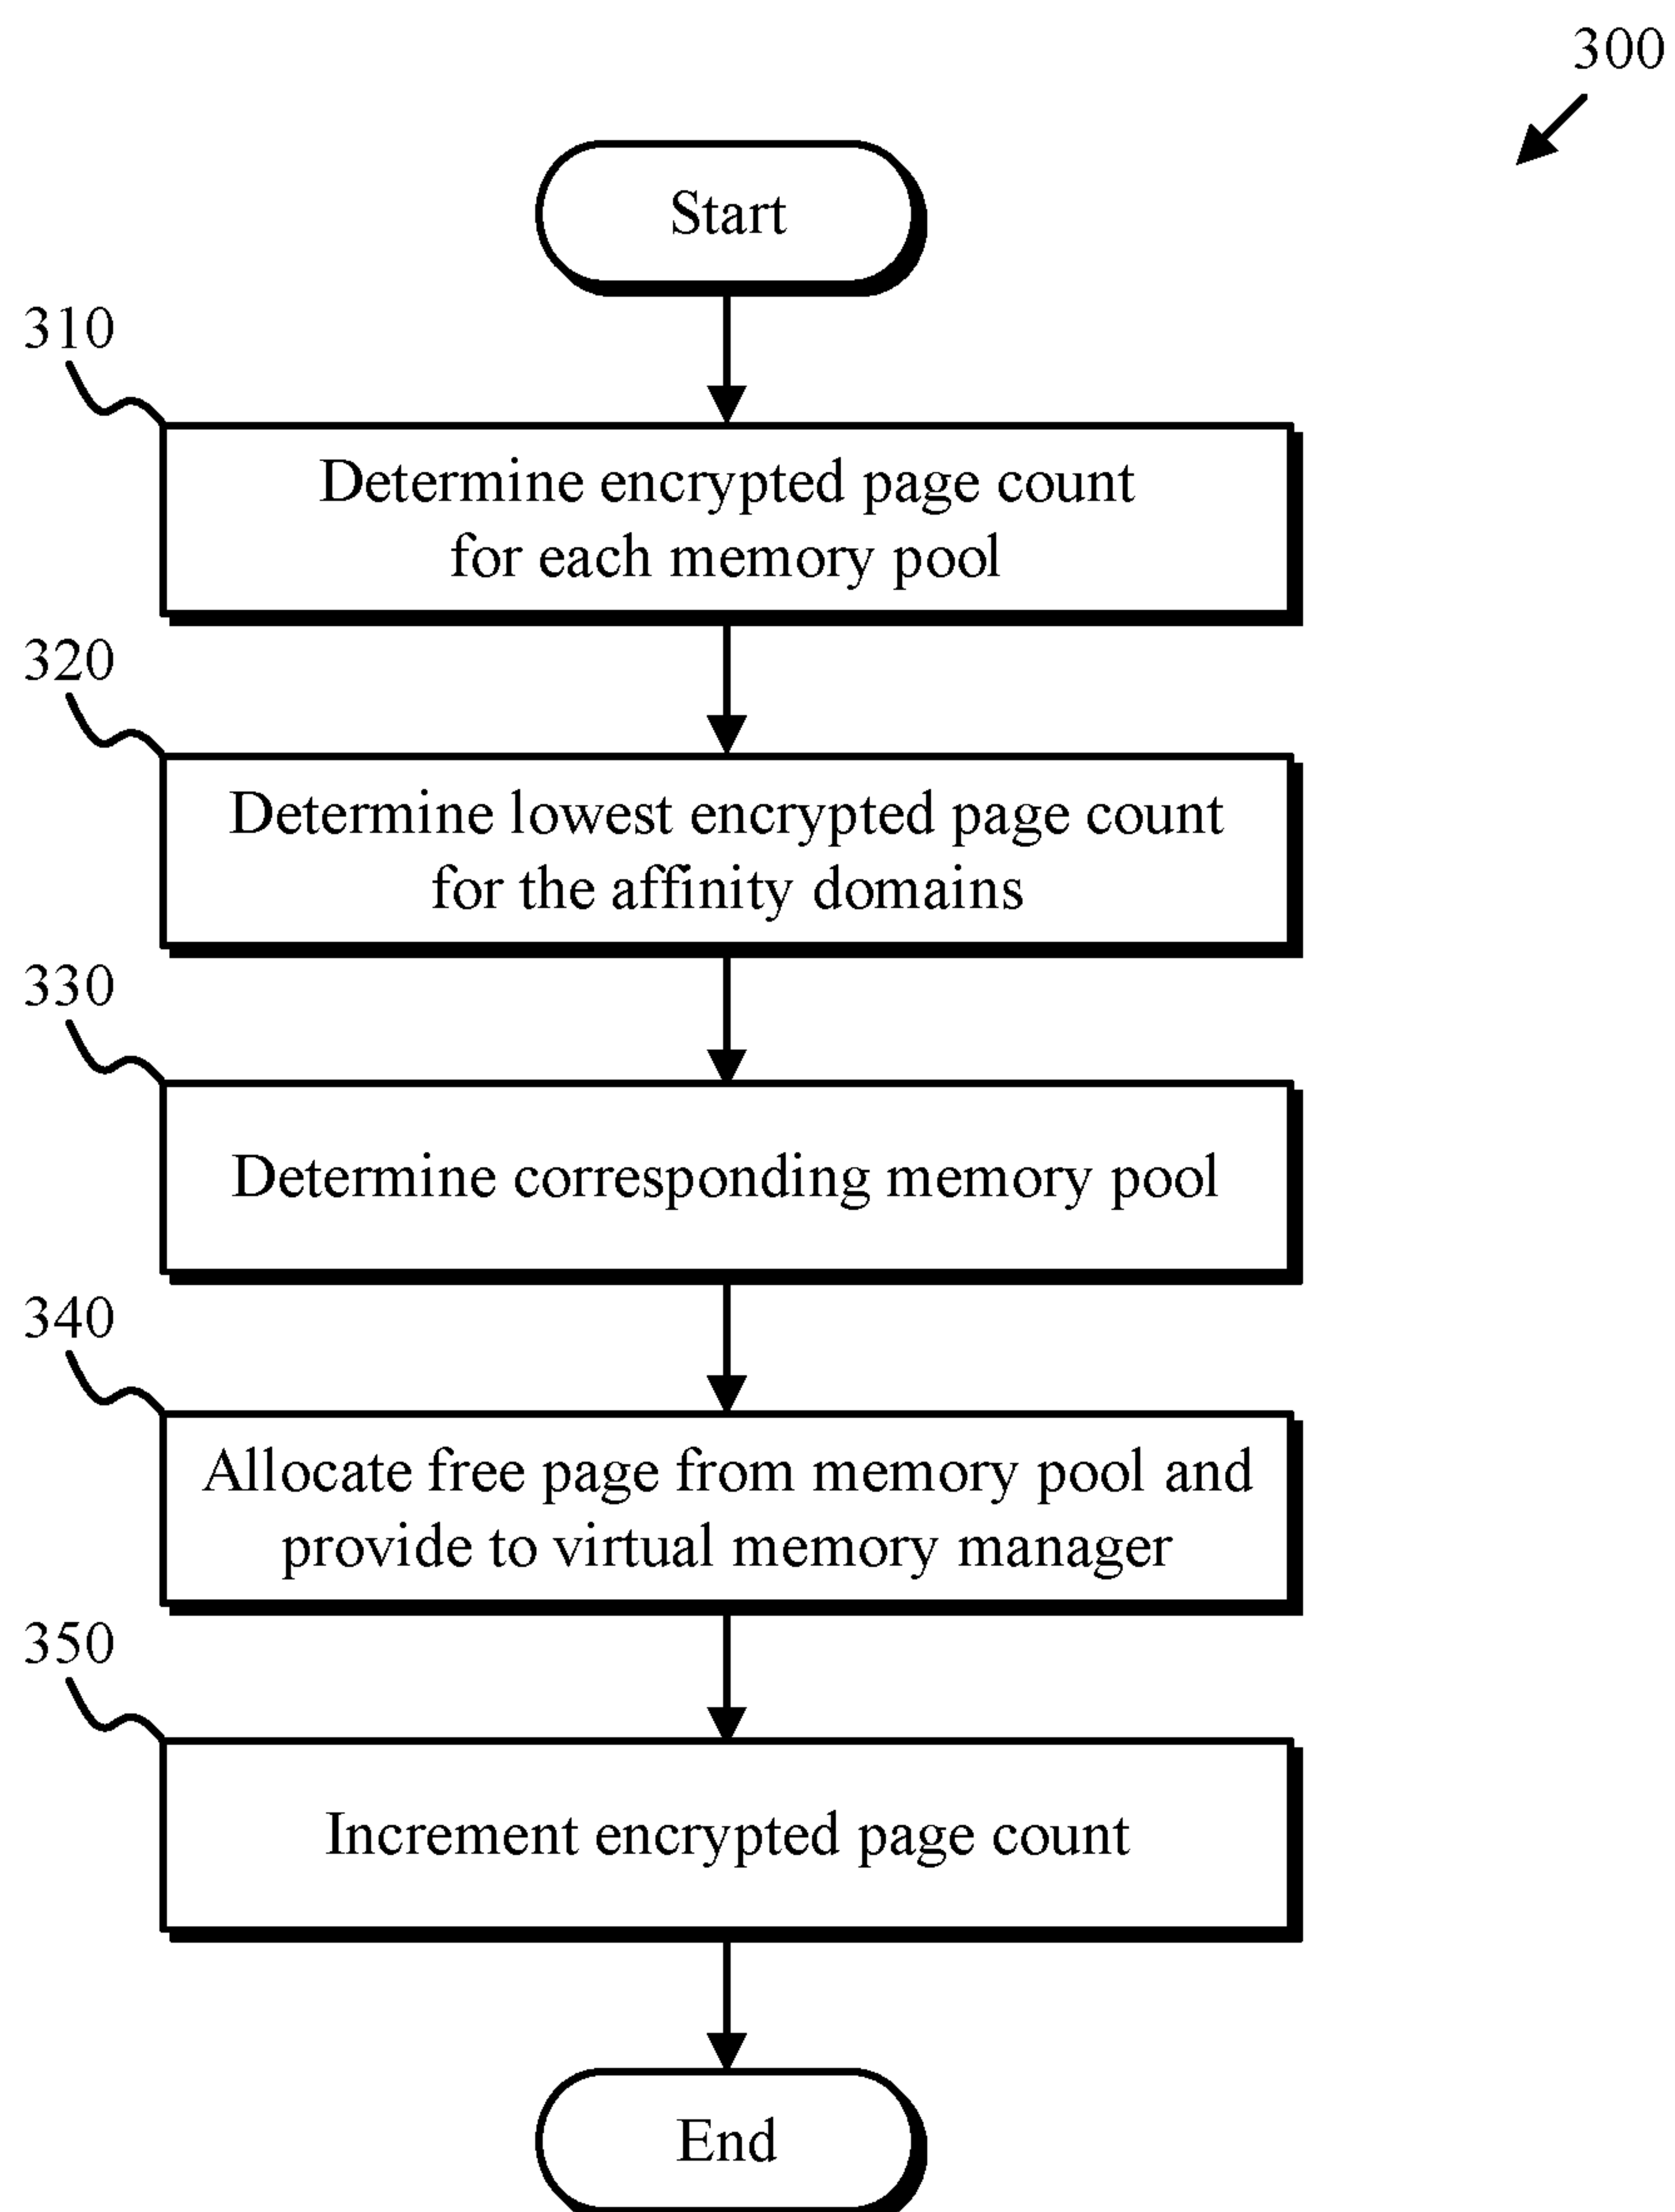 300
Start
310
Determine encrypted page count
for each memory pool
320
Determine lowest encrypted page count
for the affinity domains
330
Determine corresponding memory pool
340
Allocate free page from memory pool and
provide to virtual memory manager
350
Increment encrypted page count
End